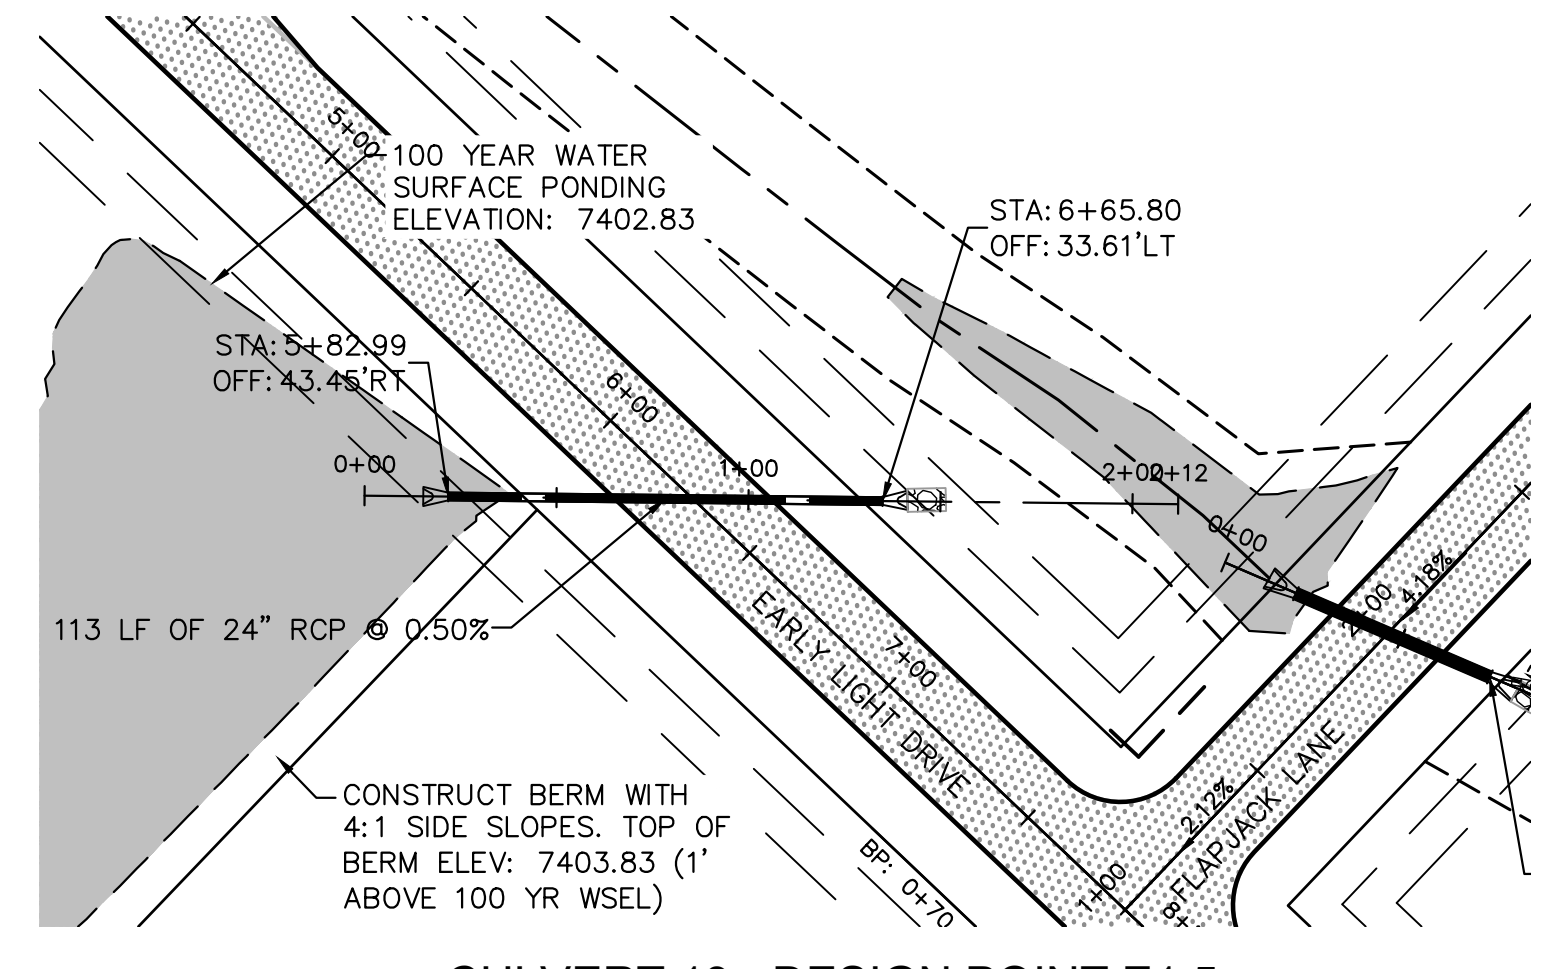 5+00
100 YEAR WATER
SURFACE PONDING
ELEVATION: 7402.83
STA: 6+65.80
OFF: 33.61'LT
STA: 5+82.99
OFF: 43.45'RT
6+00
0+00
1+00
2+00
2+12
0+00
4.18%
2+00
113 LF OF 24" RCP @ 0.50%
EARLY LIGHT DRIVE
7+00
FLAPJACK LANE
2.12%
CONSTRUCT BERM WITH
4:1 SIDE SLOPES. TOP OF
BERM ELEV: 7403.83 (1'
ABOVE 100 YR WSEL)
BP: 0+70
1+00
8+